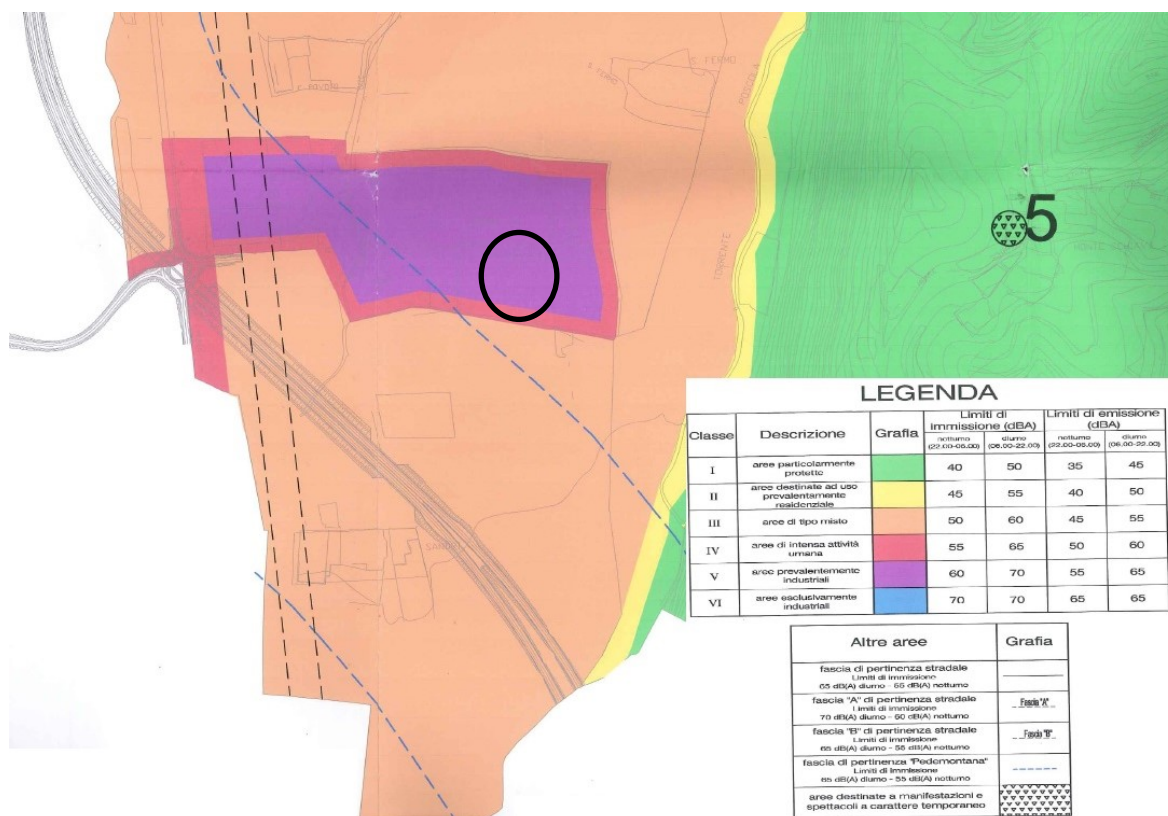 S. FERMO
S. FERMO
ROSTOLA
5
TORRENTE
LEGENDA
Classe Descrizione Grafia Limiti di immissione (dBA) Limiti di emissione (dBA)
notturno (22.00-06.00) diurno (06.00-22.00) notturno (22.00-06.00) diurno (06.00-22.00)
I aree particolarmente protette 40 50 35 45
II aree destinate ad uso prevalentamente residenziale 45 55 40 50
III aree di tipo misto 50 60 45 55
IV aree di intensa attività umana 55 65 50 60
V aree prevalentemente industriali 60 70 55 65
VI aree esclusivamente industriali 70 70 65 65
Altre aree Grafia
fascia di pertinenza stradale
Limiti di immissione
65 dB(A) diurno - 55 dB(A) notturno
fascia "A" di pertinenza stradale Fascia "A"
Limiti di immissione
70 dB(A) diurno - 60 dB(A) notturno
fascia "B" di pertinenza stradale Fascia "B"
Limiti di immissione
65 dB(A) diurno - 55 dB(A) notturno
fascia di pertinenza "Pedemontana"
Limiti di immissione
65 dB(A) diurno - 55 dB(A) notturno
aree destinate a manifestazioni e
spettacoli a carattere temporaneo